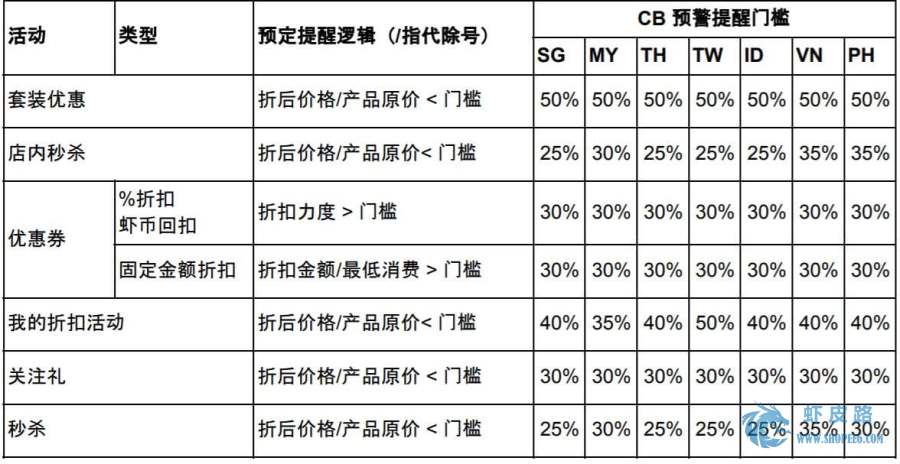 活动 类型 预定提醒逻辑（/指代除号） CB 预警提醒门槛
SG MY TH TW ID VN PH
套装优惠 折后价格/产品原价 < 门槛 50% 50% 50% 50% 50% 50% 50%
店内秒杀 折后价格/产品原价< 门槛 25% 30% 25% 25% 25% 35% 35%
优惠券 %折扣
虾币回扣 折扣力度 > 门槛 30% 30% 30% 30% 30% 30% 30%
固定金额折扣 折扣金额/最低消费 > 门槛 30% 30% 30% 30% 30% 30% 30%
我的折扣活动 折后价格/产品原价< 门槛 40% 35% 40% 50% 40% 40% 40%
关注礼 折后价格/产品原价 < 门槛 30% 30% 30% 30% 30% 30% 30%
秒杀 折后价格/产品原价 < 门槛 25% 30% 25% 25% 25% 35% 30%
虾皮路
WWW.SHOPEE6.COM